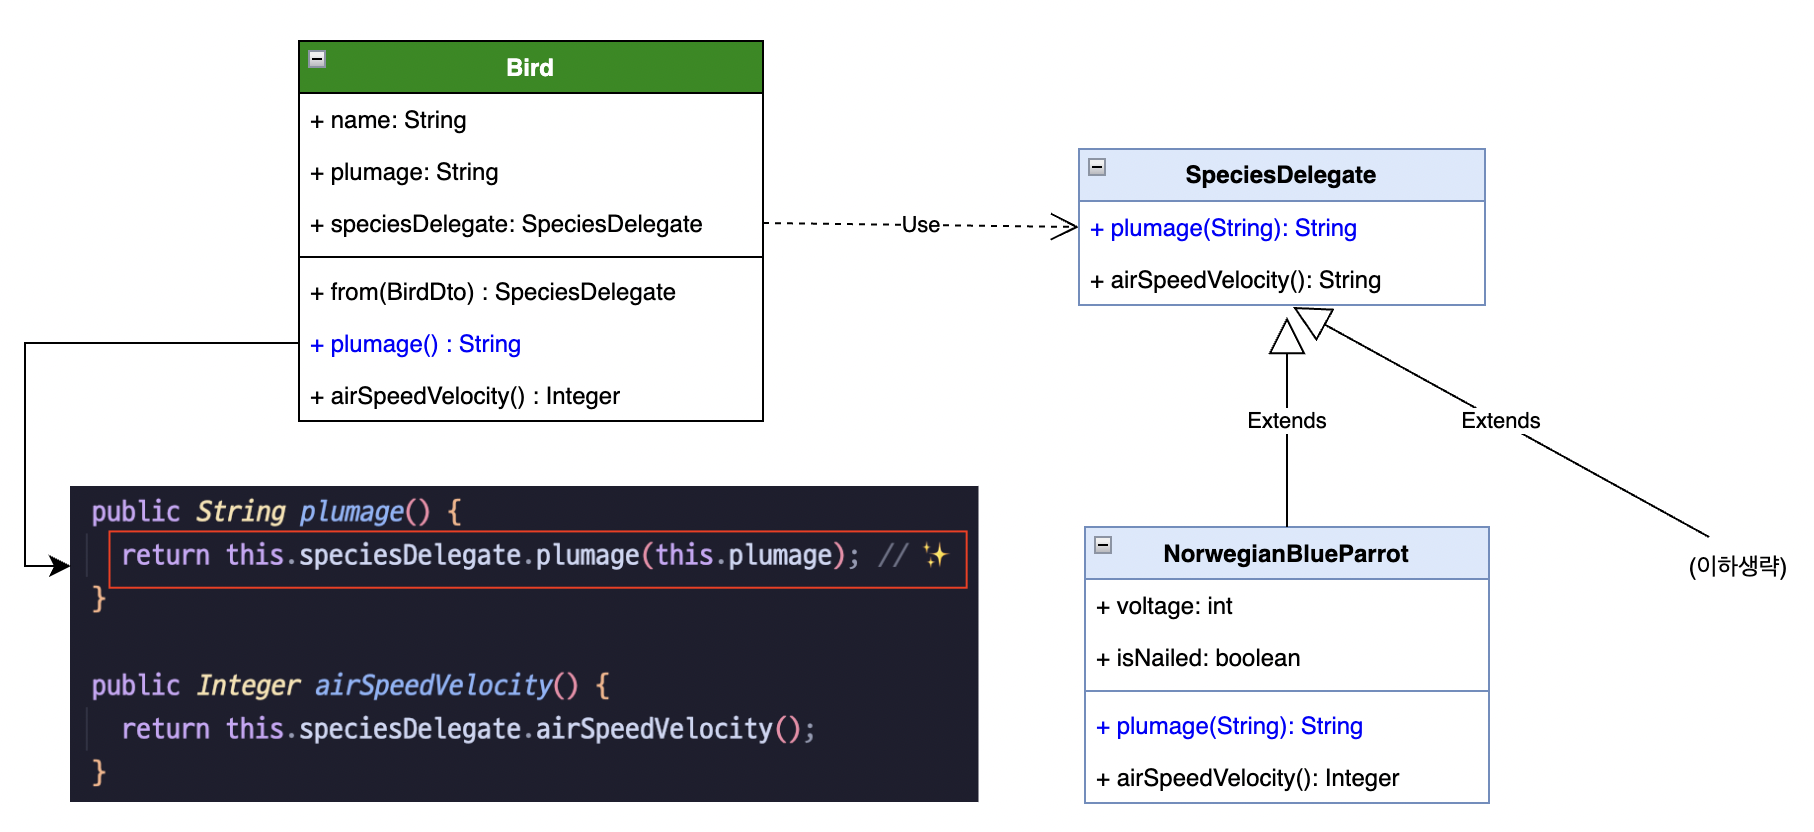 Bird
+ name: String
+ plumage: String
+ speciesDelegate: SpeciesDelegate
+ from(BirdDto) : SpeciesDelegate
+ plumage() : String
+ airSpeedVelocity() : Integer
Use
SpeciesDelegate
+ plumage(String): String
+ airSpeedVelocity(): String
Extends
Extends
(이하생략)
NorwegianBlueParrot
+ voltage: int
+ isNailed: boolean
+ plumage(String): String
+ airSpeedVelocity(): Integer
public String plumage() {
return this.speciesDelegate.plumage(this.plumage); // ✨
}
public Integer airSpeedVelocity() {
return this.speciesDelegate.airSpeedVelocity();
}